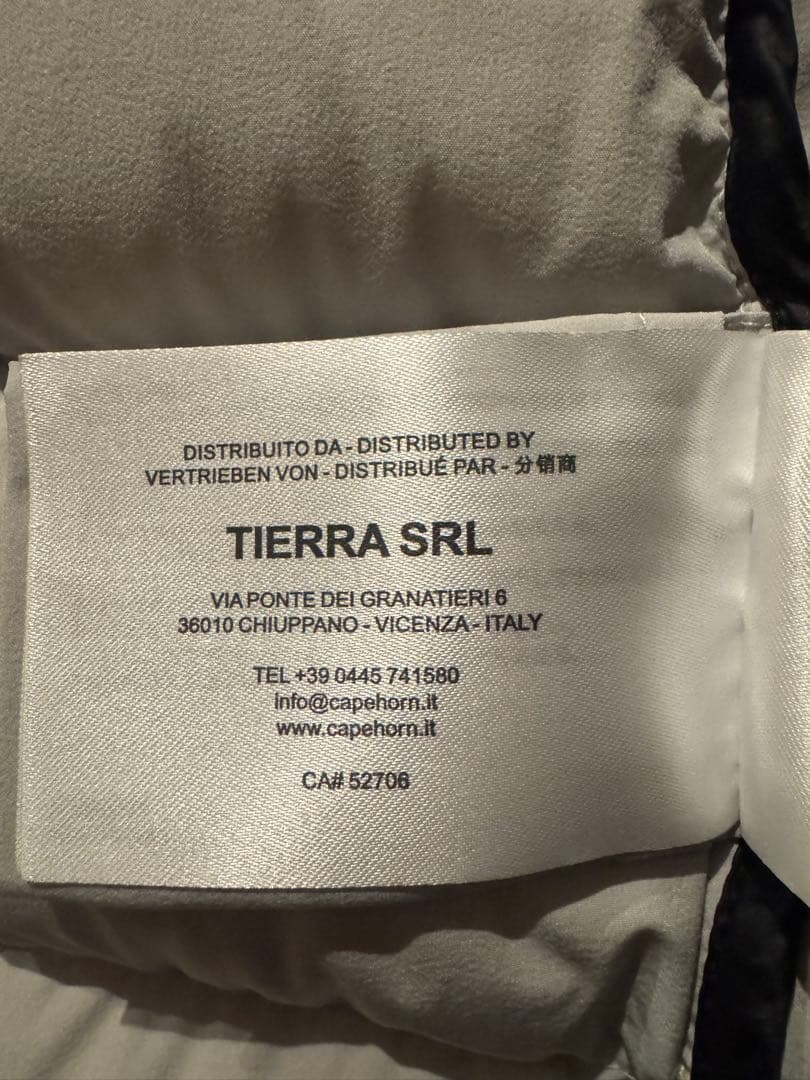 DISTRIBUITO DA - DISTRIBUTED BY
VERTRIEBEN VON - DISTRIBUÉ PAR - 分销商
TIERRA SRL
VIA PONTE DEI GRANATIERI 6
36010 CHIUPPANO - VICENZA - ITALY
TEL +39 0445 741580
info@capehorn.it
www.capehorn.it
CA# 52706